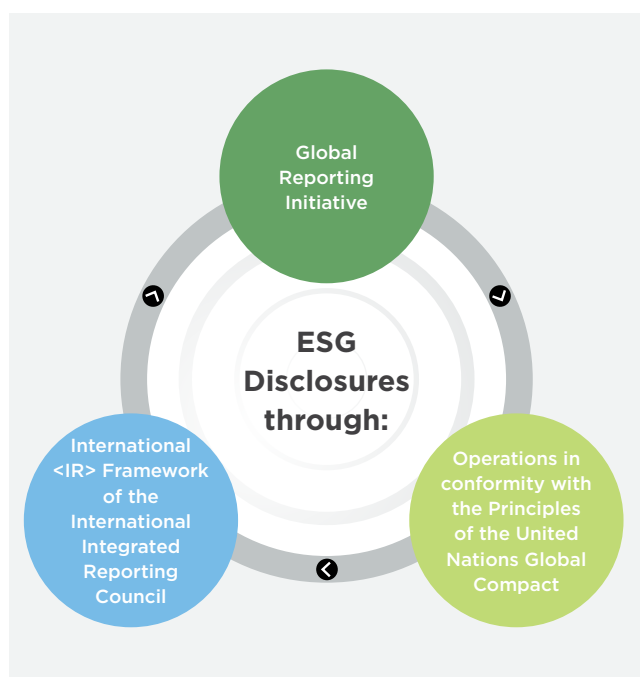 Global
Reporting
Initiative
ESG
Disclosures
through:
International
<IR> Framework
of the
International
Integrated
Reporting
Council
Operations in
conformity with
the Principles
of the United
Nations Global
Compact